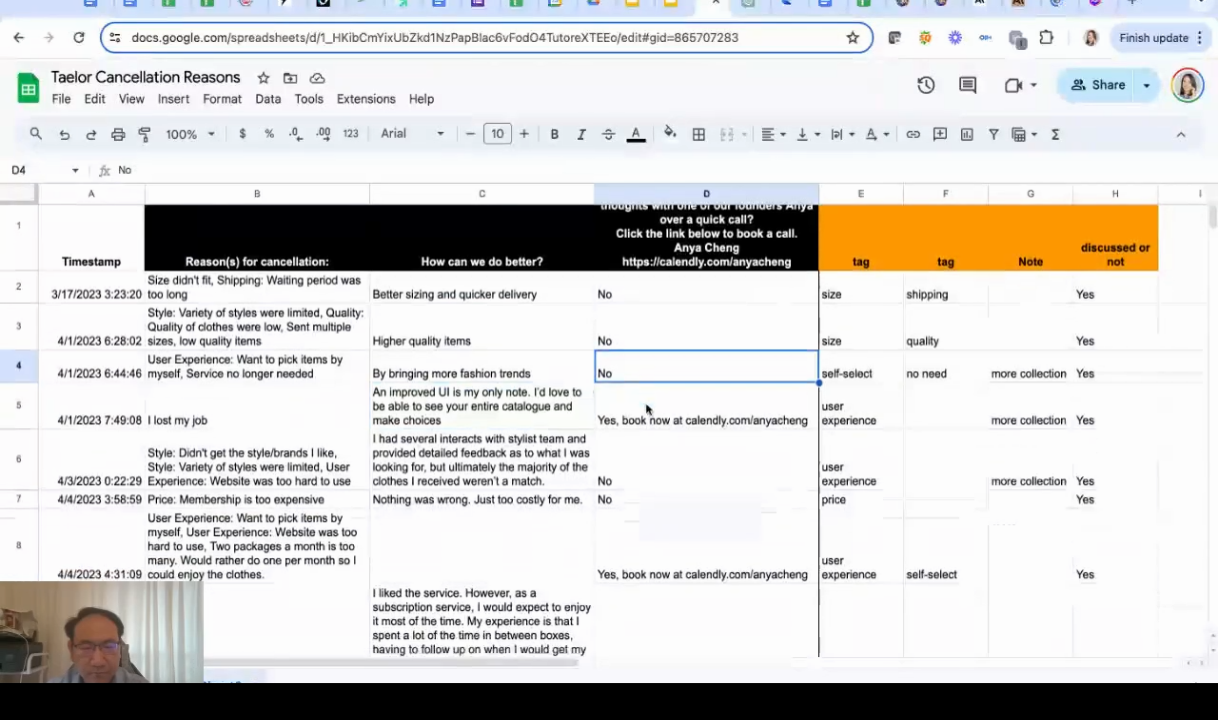 docs.google.com/spreadsheets/d/1_HKibCmYixUbZkd1NzPapBlac6vFodO4TutoreXTEEo/edit#gid=865707283
Finish update
Taelor Cancellation Reasons
File Edit View Insert Format Data Tools Extensions Help
Share
100% $ % .0 .00 123 Arial 10 B I A
D4 fx No
A B C D E F G H I
1
thoughts with one of our founders Anya
over a quick call?
Click the link below to book a call.
Anya Cheng
https://calendly.com/anyacheng
Timestamp
Reason(s) for cancellation:
How can we do better?
tag
tag
Note
discussed or
not
2
3/17/2023 3:23:20
Size didn't fit, Shipping: Waiting period was
too long
Better sizing and quicker delivery
No
size
shipping
Yes
3
4/1/2023 6:28:02
Style: Variety of styles were limited, Quality:
Quality of clothes were low, Sent multiple
sizes, low quality items
Higher quality items
No
size
quality
Yes
4
4/1/2023 6:44:46
User Experience: Want to pick items by
myself, Service no longer needed
By bringing more fashion trends
No
self-select
no need
more collection
Yes
5
4/1/2023 7:49:08
I lost my job
An improved UI is my only note. I'd love to
be able to see your entire catalogue and
make choices
Yes, book now at calendly.com/anyacheng
user
experience
more collection
Yes
6
4/3/2023 0:22:29
Style: Didn't get the style/brands I like,
Style: Variety of styles were limited, User
Experience: Website was too hard to use
I had several interacts with stylist team and
provided detailed feedback as to what I was
looking for, but ultimately the majority of the
clothes I received weren't a match.
No
user
experience
more collection
Yes
7
4/4/2023 3:58:59
Price: Membership is too expensive
Nothing was wrong. Just too costly for me.
No
price
Yes
8
4/4/2023 4:31:09
User Experience: Want to pick items by
myself, User Experience: Website was too
hard to use, Two packages a month is too
many. Would rather do one per month so I
could enjoy the clothes.
Yes, book now at calendly.com/anyacheng
user
experience
self-select
Yes
I liked the service. However, as a
subscription service, I would expect to enjoy
it most of the time. My experience is that I
spent a lot of the time in between boxes,
having to follow up on when I would get my